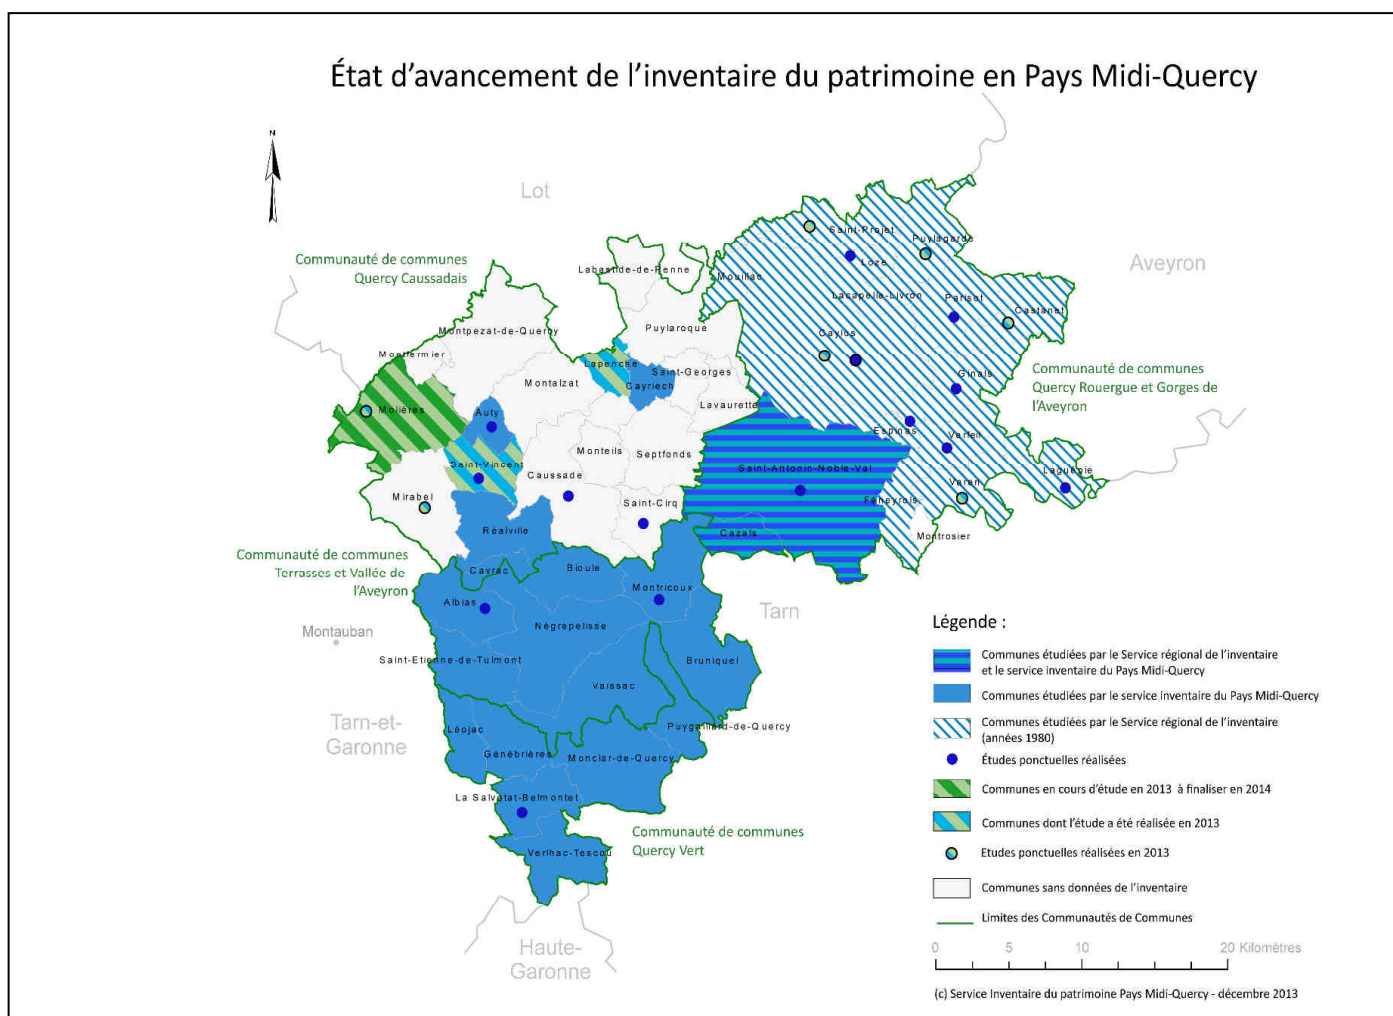 État d’avancement de l’inventaire du patrimoine en Pays Midi-Quercy
N
Lot
Communauté de communes
Quercy Caussadais
Aveyron
Saint-Projet
Puylagarde
Labastide-de-Penne
Mouillac
Loze
Lacapelle-Livron
Parisot
Castanet
Montpezat-de-Quercy
Puylaroque
Caylus
Montfermier
Lapenche
Saint-Georges
Ginals
Communauté de communes
Quercy Rouergue et Gorges de
l’Aveyron
Montalzat
Cayriech
Molières
Auty
Lavaurette
Espinas
Verfeil
Monteils
Septfonds
Saint-Vincent
Caussade
Saint-Antonin-Noble-Val
Laguépie
Varen
Mirabel
Saint-Cirq
Féneyrols
Réalville
Cazals
Montrosier
Communauté de communes
Terrasses et Vallée de
l’Aveyron
Cayrac
Bioule
Montricoux
Albias
Tarn
Nègrepelisse
Montauban
Saint-Etienne-de-Tulmont
Bruniquel
Vaissac
Tarn-et-
Garonne
Léojac
Puygaillard-de-Quercy
Génébrières
Monclar-de-Quercy
La Salvetat-Belmontet
Communauté de communes
Quercy Vert
Verlhac-Tescou
Haute-
Garonne
Légende :
Communes étudiées par le Service régional de l’inventaire
et le service inventaire du Pays Midi-Quercy
Communes étudiées par le service inventaire du Pays Midi-Quercy
Communes étudiées par le Service régional de l’inventaire
(années 1980)
Études ponctuelles réalisées
Communes en cours d’étude en 2013 à finaliser en 2014
Communes dont l’étude a été réalisée en 2013
Etudes ponctuelles réalisées en 2013
Communes sans données de l’inventaire
Limites des Communautés de Communes
0 5 10 20 Kilomètres
(c) Service Inventaire du patrimoine Pays Midi-Quercy - décembre 2013